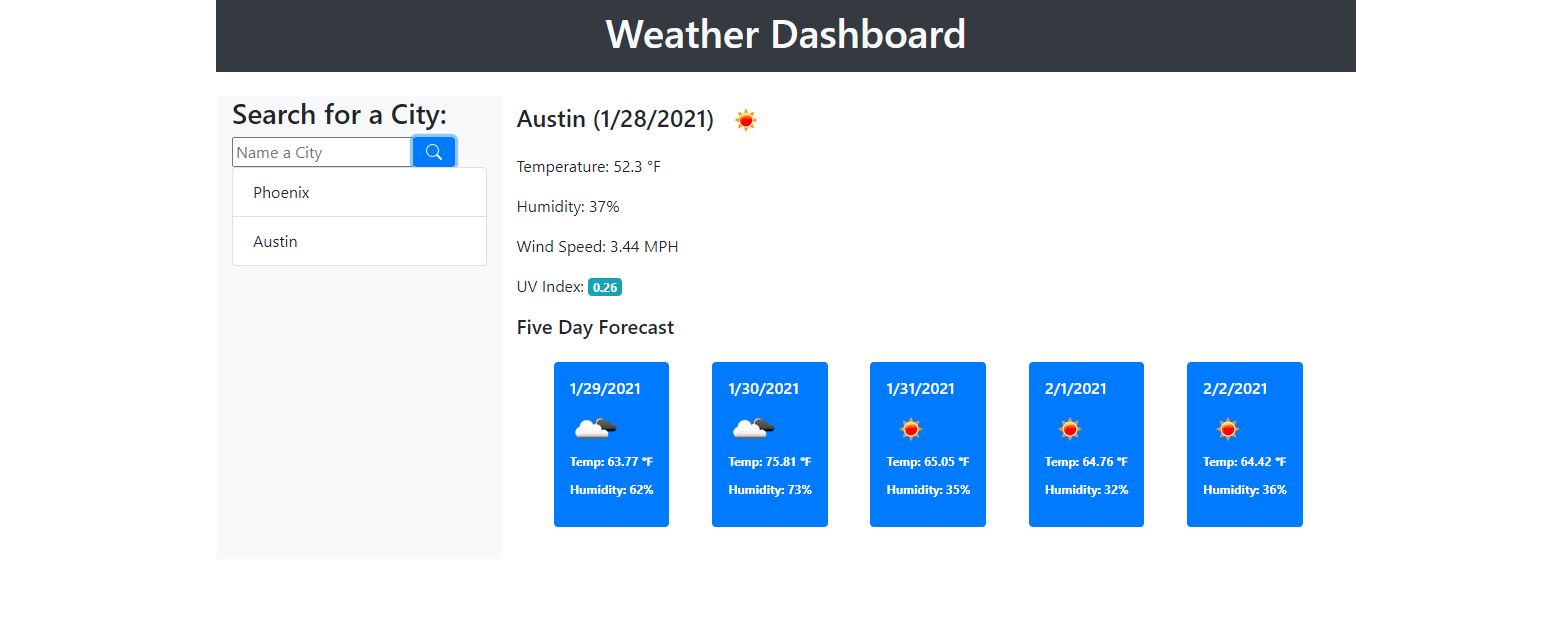 Weather Dashboard
Search for a City:
Name a City
Phoenix
Austin
Austin (1/28/2021)
Temperature: 52.3 °F
Humidity: 37%
Wind Speed: 3.44 MPH
UV Index: 0.26
Five Day Forecast
1/29/2021
Temp: 63.77 °F
Humidity: 62%
1/30/2021
Temp: 75.81 °F
Humidity: 73%
1/31/2021
Temp: 65.05 °F
Humidity: 35%
2/1/2021
Temp: 64.76 °F
Humidity: 32%
2/2/2021
Temp: 64.42 °F
Humidity: 36%